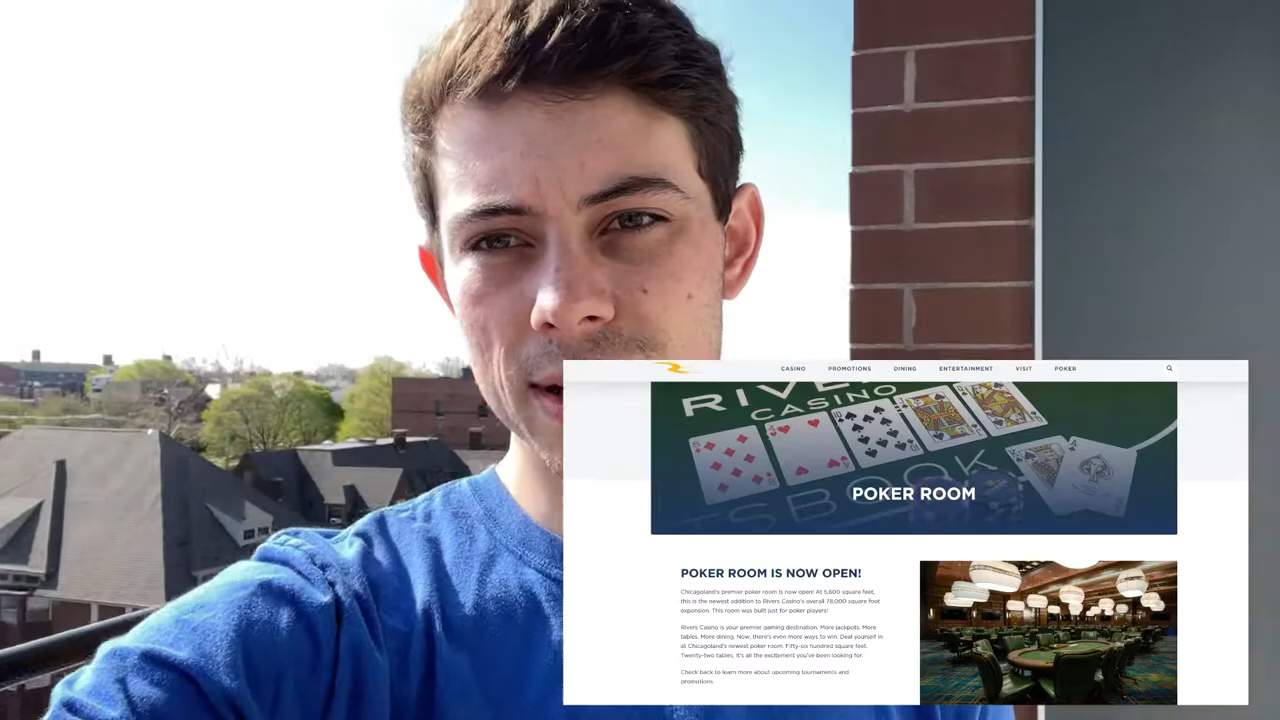 CASINO PROMOTIONS DINING ENTERTAINMENT VISIT POKER
CASINO
BOOK
POKER ROOM
POKER ROOM IS NOW OPEN!
Chicagoland's premier poker room is now open! At 5,600 square feet,
this is the newest addition to Rivers Casino's overall 78,000 square foot
expansion. This room was built just for poker players!
Rivers Casino is your premier gaming destination. More jackpots. More
tables. More dining. Now, there's even more ways to win. Deal yourself in
at Chicagoland's newest poker room. Fifty-six hundred square feet.
Twenty-two tables. It's all the excitement you've been looking for.
Check back to learn more about upcoming tournaments and
promotions.